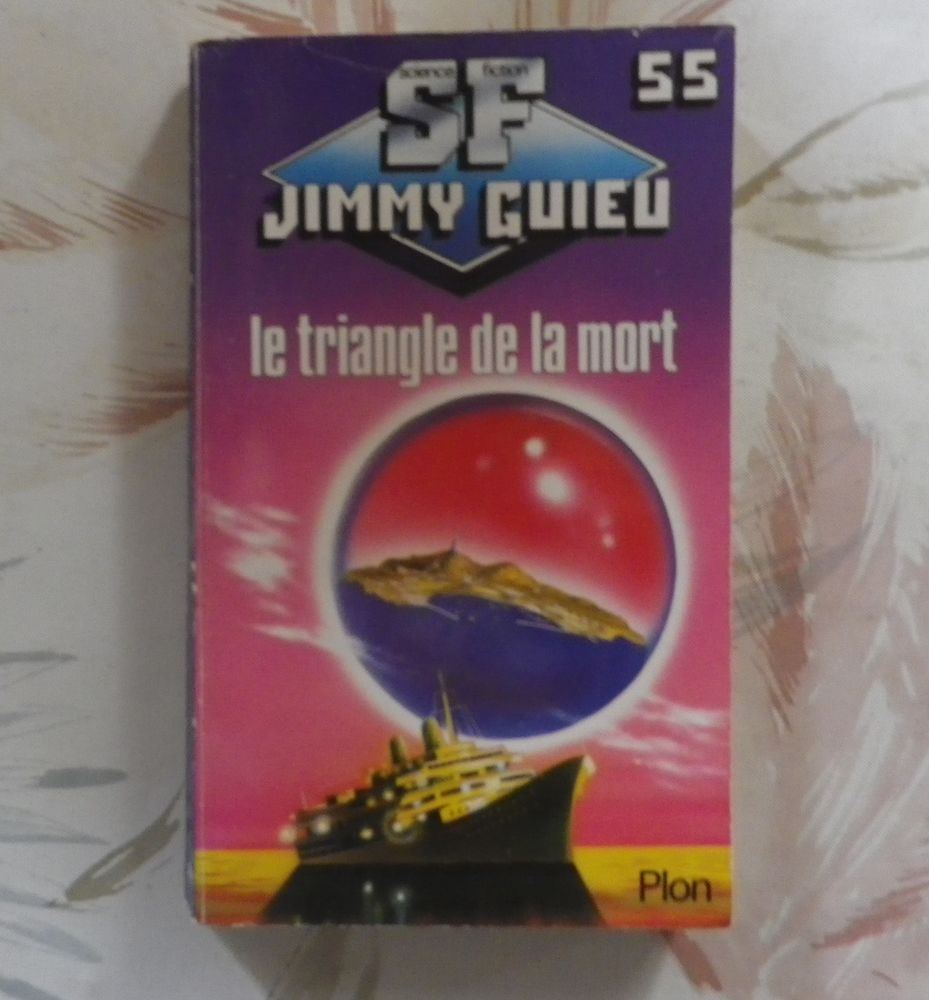 science fiction
SF
55
JIMMY GUIEU
le triangle de la mort
Plon